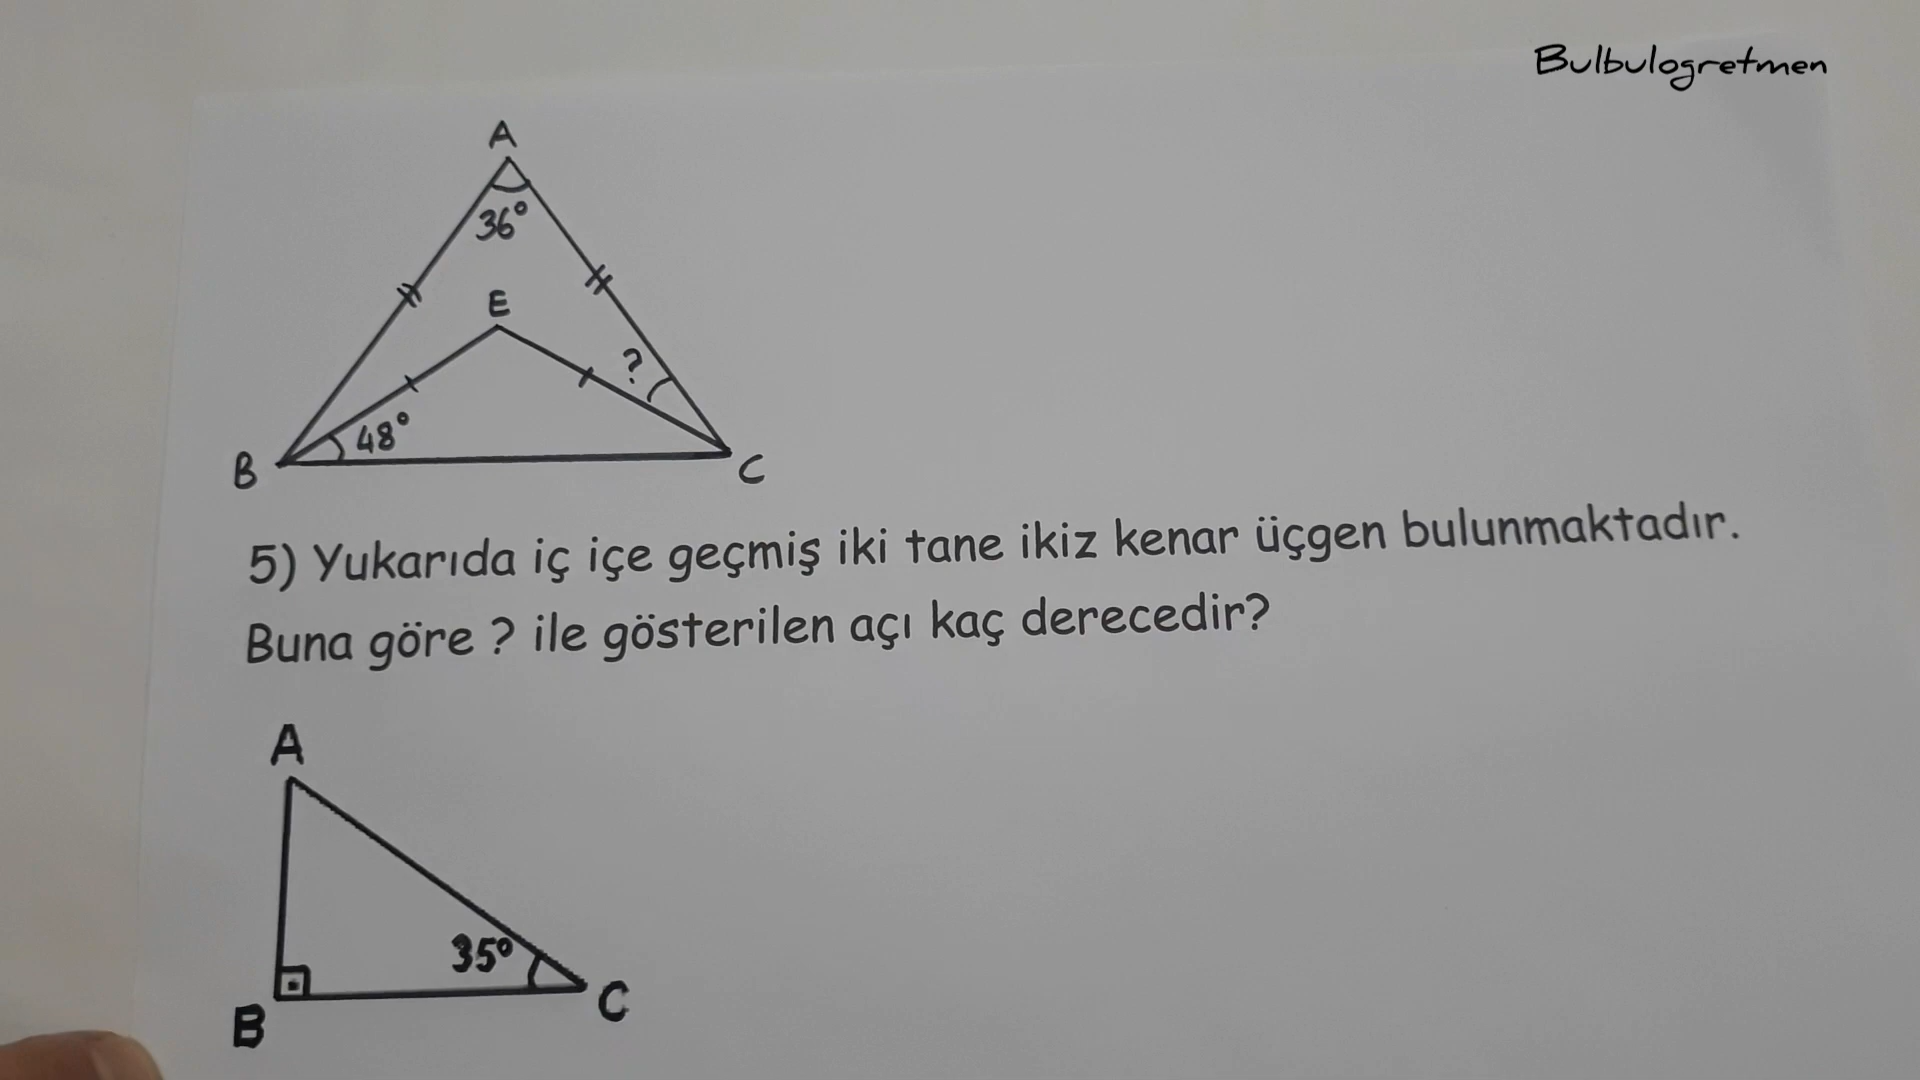 Bulbulogretmen
A
36°
E
?
48°
B
C
5) Yukarıda iç içe geçmiş iki tane ikiz kenar üçgen bulunmaktadır.
Buna göre ? ile gösterilen açı kaç derecedir?
A
35°
B
C